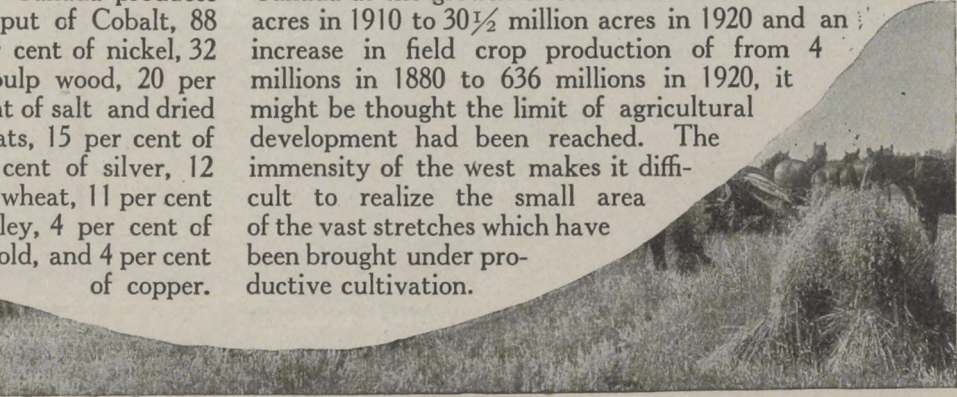 put of Cobalt, 88
cent of nickel, 32
pulp wood, 20 per
of salt and dried
15 per cent of
cent of silver, 12
wheat, 11 per cent
4 per cent of
and 4 per cent
of copper.
acres in 1910 to 30½ million acres in 1920 and an
increase in field crop production of from 4
millions in 1880 to 636 millions in 1920, it
might be thought the limit of agricultural
development had been reached. The
immensity of the west makes it diffi-
cult to realize the small area
of the vast stretches which have
been brought under pro-
ductive cultivation.